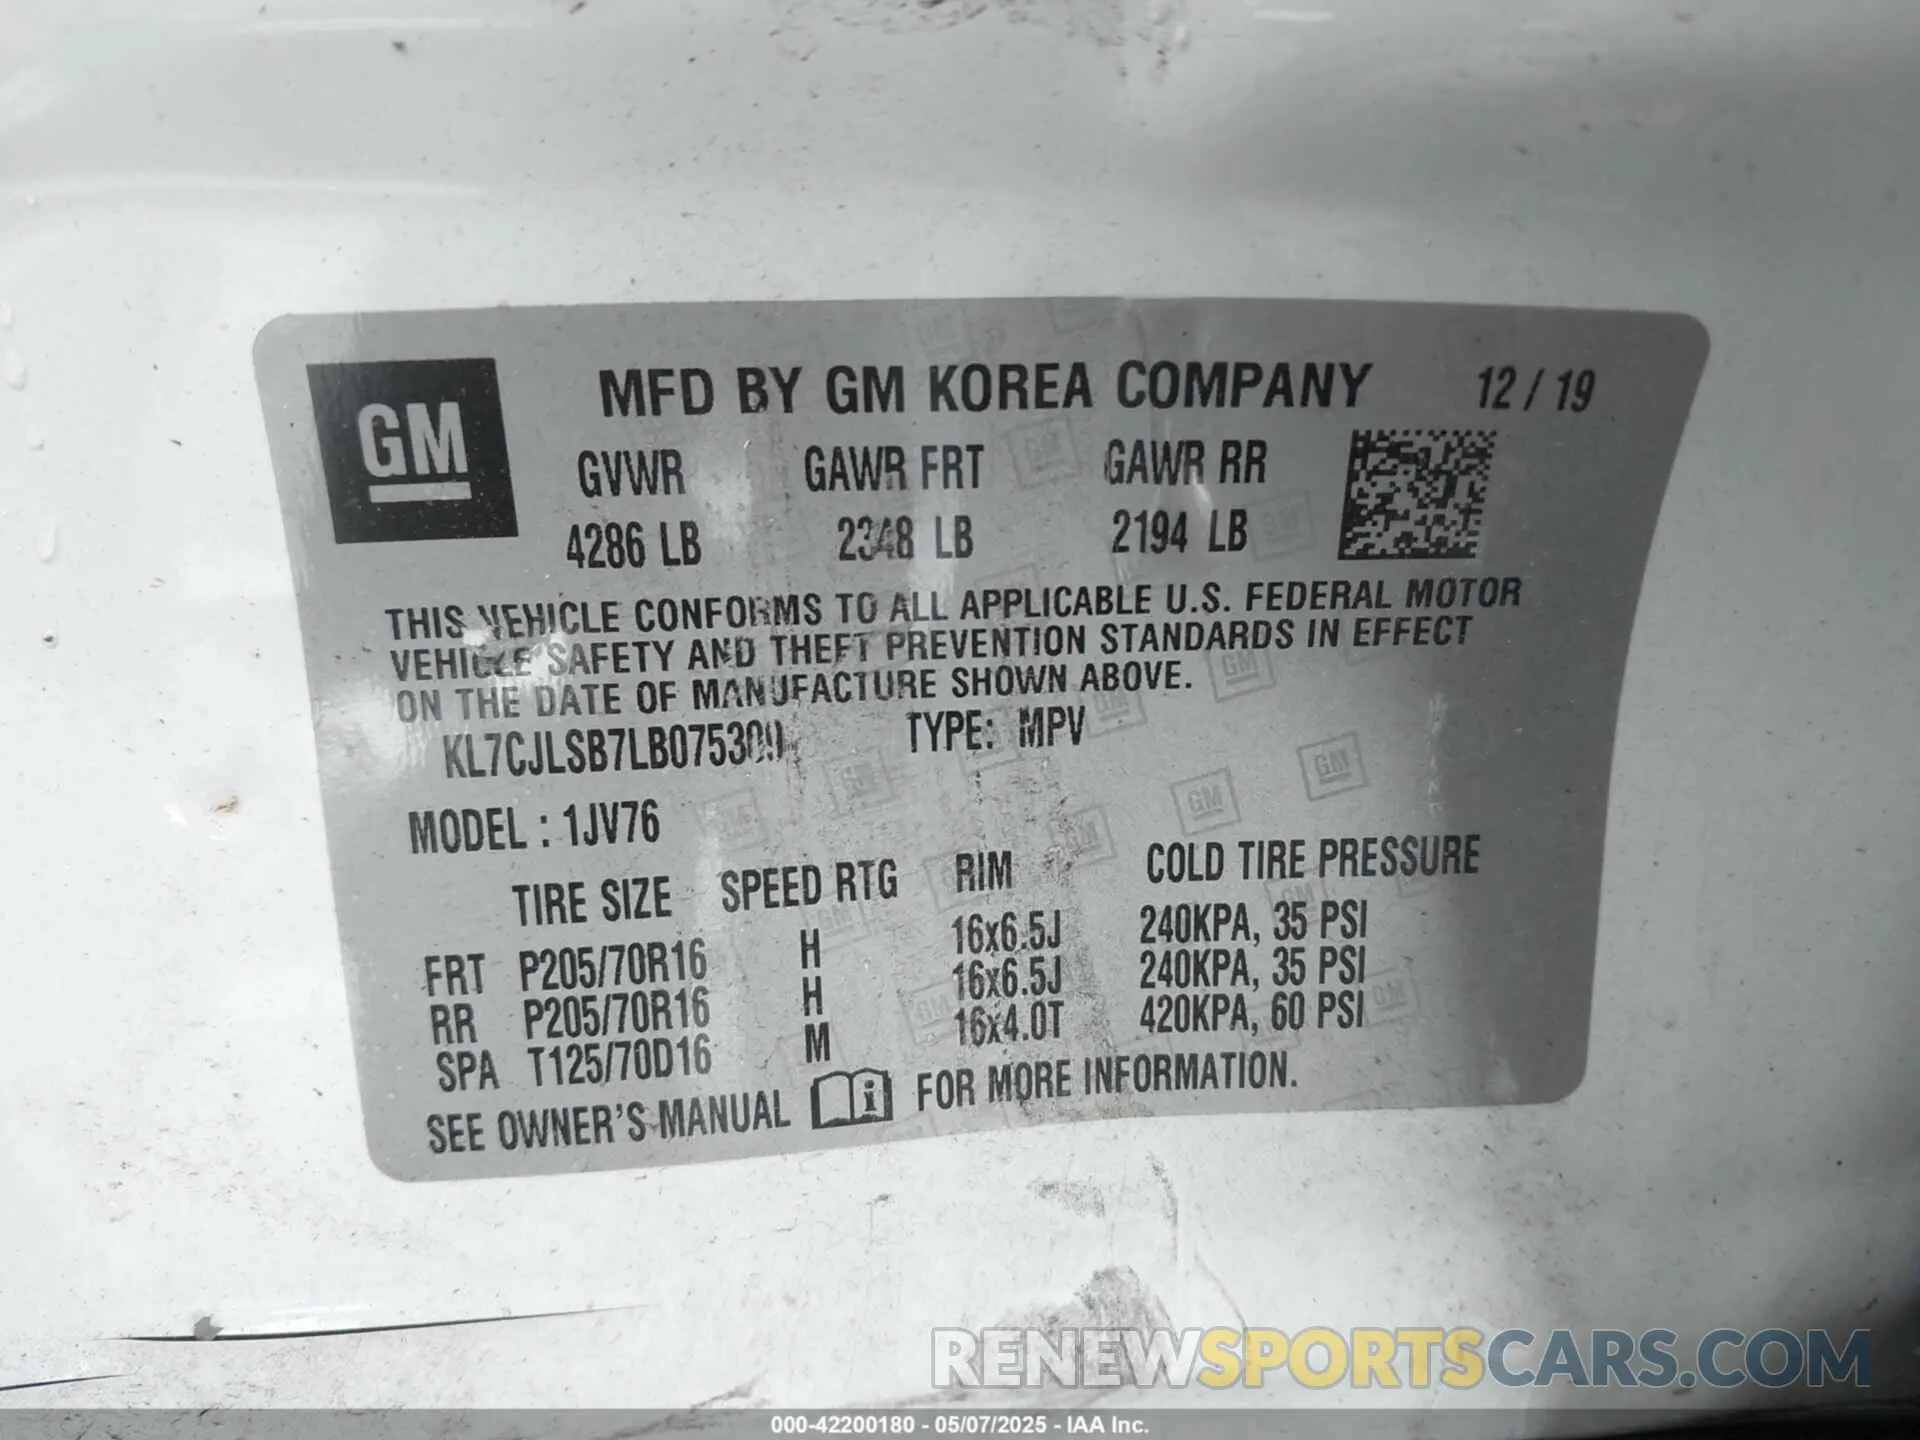 GM
MFD BY GM KOREA COMPANY 12 / 19
GVWR GAWR FRT GAWR RR
4286 LB 2348 LB 2194 LB
THIS VEHICLE CONFORMS TO ALL APPLICABLE U.S. FEDERAL MOTOR
VEHICLE SAFETY AND THEFT PREVENTION STANDARDS IN EFFECT
ON THE DATE OF MANUFACTURE SHOWN ABOVE.
KL7CJLSB7LB075309 TYPE: MPV
MODEL : 1JV76
TIRE SIZE SPEED RTG RIM COLD TIRE PRESSURE
FRT P205/70R16 H 16x6.5J 240KPA, 35 PSI
RR P205/70R16 H 16x6.5J 240KPA, 35 PSI
SPA T125/70D16 M 16x4.0T 420KPA, 60 PSI
SEE OWNER'S MANUAL i FOR MORE INFORMATION.
RENEWSPORTSCARS.COM
000-42200180 - 05/07/2025 - IAA Inc.